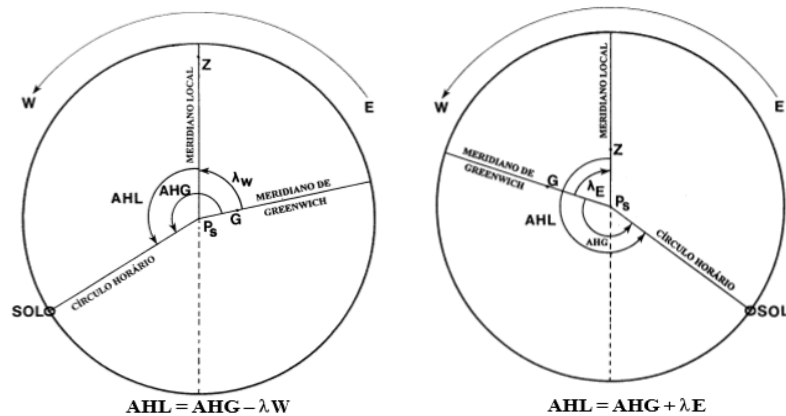 W
E
Z
MERIDIANO LOCAL
AHL
AHG
λW
MERIDIANO DE
GREENWICH
G
PS
CÍRCULO HORÁRIO
SOL
AHL = AHG – λW
W
E
MERIDIANO LOCAL
Z
MERIDIANO DE
GREENWICH
G
λE
PS
AHL
AHG
CÍRCULO HORÁRIO
SOL
AHL = AHG + λE